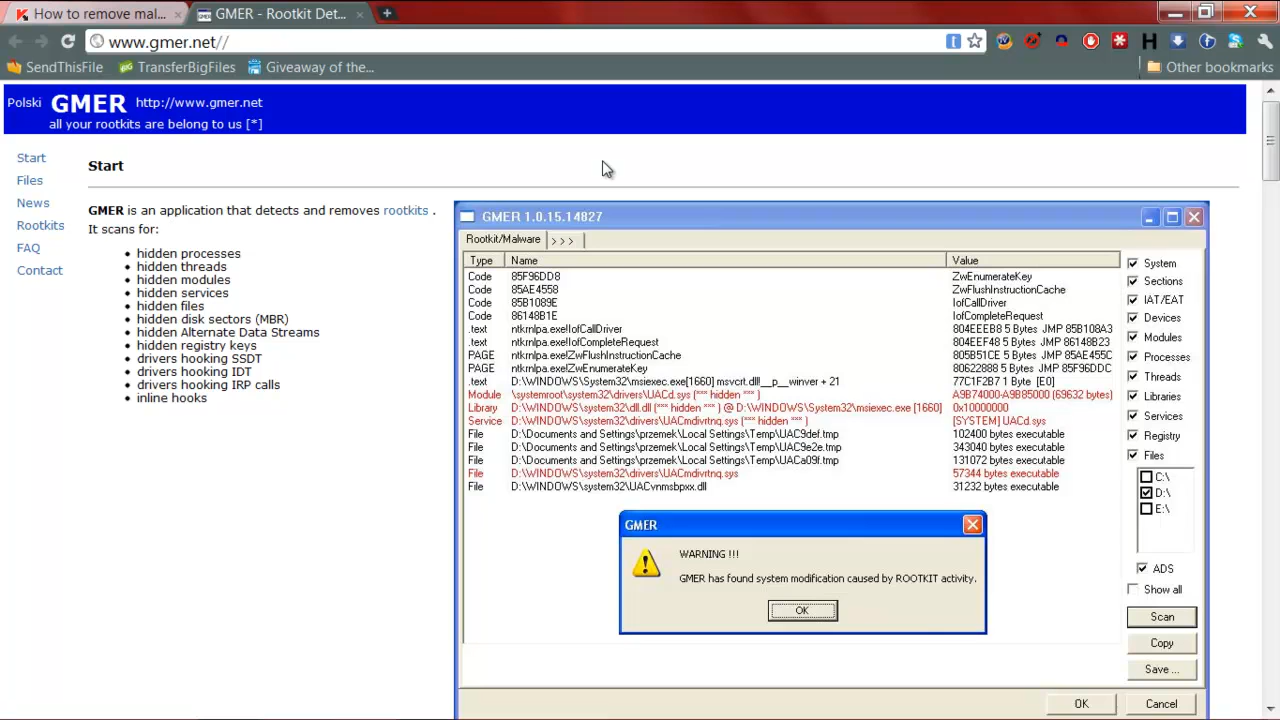 How to remove mal...
GMER - Rootkit Det...
www.gmer.net//
SendThisFile
TransferBigFiles
Giveaway of the...
Other bookmarks
Polski GMER http://www.gmer.net
all your rootkits are belong to us [*]
Start
Files
News
Rootkits
FAQ
Contact
Start
GMER is an application that detects and removes rootkits .
It scans for:
hidden processes
hidden threads
hidden modules
hidden services
hidden files
hidden disk sectors (MBR)
hidden Alternate Data Streams
hidden registry keys
drivers hooking SSDT
drivers hooking IDT
drivers hooking IRP calls
inline hooks
GMER 1.0.15.14827
Rootkit/Malware > > >
Type Name Value
Code 85F96DD8 ZwEnumerateKey
Code 85AE4558 ZwFlushInstructionCache
Code 85B1089E IofCallDriver
Code 86148B1E IofCompleteRequest
.text ntkrnlpa.exe!IofCallDriver 804EEEB8 5 Bytes JMP 85B108A3
.text ntkrnlpa.exe!IofCompleteRequest 804EEF48 5 Bytes JMP 86148B23
PAGE ntkrnlpa.exe!ZwFlushInstructionCache 805B51CE 5 Bytes JMP 85AE455C
PAGE ntkrnlpa.exe!ZwEnumerateKey 80622888 5 Bytes JMP 85F96DDC
.text D:\WINDOWS\System32\msiexec.exe[1660] msvcrt.dll!__p__winver + 21 77C1F2B7 1 Byte [E0]
Module \systemroot\system32\drivers\UACd.sys (*** hidden *** ) A9B74000-A9B85000 (69632 bytes)
Library D:\WINDOWS\system32\dll.dll (*** hidden *** ) @ D:\WINDOWS\System32\msiexec.exe [1660] 0x10000000
Service D:\WINDOWS\system32\drivers\UACmdivrtnq.sys (*** hidden *** ) [SYSTEM] UACd.sys
File D:\Documents and Settings\przemek\Local Settings\Temp\UAC9def.tmp 102400 bytes executable
File D:\Documents and Settings\przemek\Local Settings\Temp\UAC9e2e.tmp 343040 bytes executable
File D:\Documents and Settings\przemek\Local Settings\Temp\UACa09f.tmp 131072 bytes executable
File D:\WINDOWS\system32\drivers\UACmdivrtnq.sys 57344 bytes executable
File D:\WINDOWS\system32\UACvnmsbpxx.dll 31232 bytes executable
System
Sections
IAT/EAT
Devices
Modules
Processes
Threads
Libraries
Services
Registry
Files
C:\
D:\
E:\
ADS
Show all
Scan
Copy
Save ...
OK
Cancel
GMER
WARNING !!!
GMER has found system modification caused by ROOTKIT activity.
OK